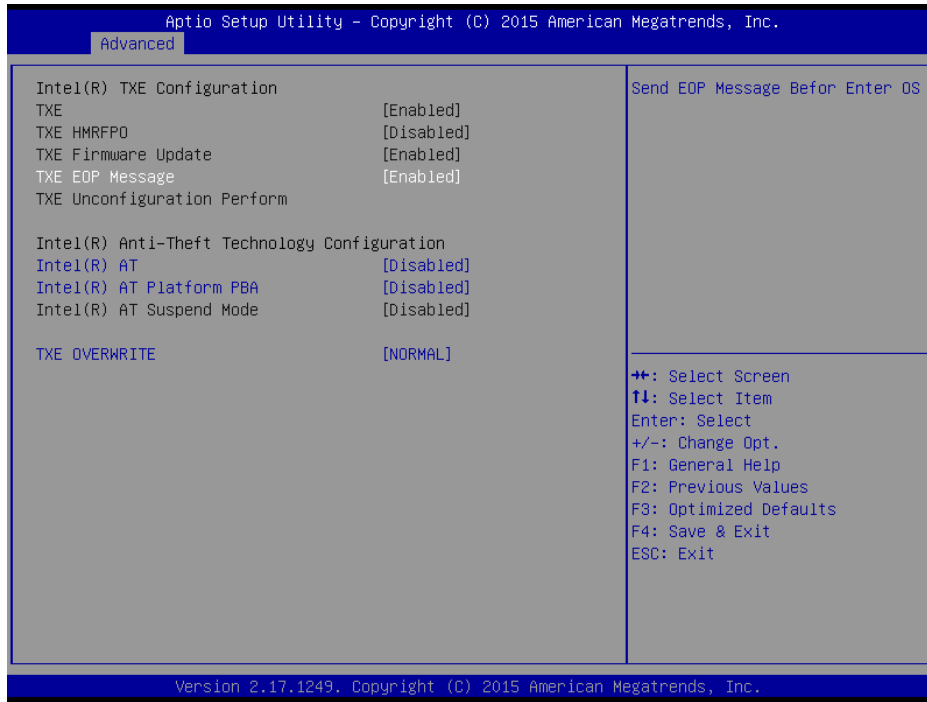 Aptio Setup Utility – Copyright (C) 2015 American Megatrends, Inc.
Advanced
Intel(R) TXE Configuration
TXE [Enabled]
TXE HMRFPO [Disabled]
TXE Firmware Update [Enabled]
TXE EOP Message [Enabled]
TXE Unconfiguration Perform
Intel(R) Anti-Theft Technology Configuration
Intel(R) AT [Disabled]
Intel(R) AT Platform PBA [Disabled]
Intel(R) AT Suspend Mode [Disabled]
TXE OVERWRITE [NORMAL]
Send EOP Message Befor Enter OS
→←: Select Screen
↑↓: Select Item
Enter: Select
+/-: Change Opt.
F1: General Help
F2: Previous Values
F3: Optimized Defaults
F4: Save & Exit
ESC: Exit
Version 2.17.1249. Copyright (C) 2015 American Megatrends, Inc.